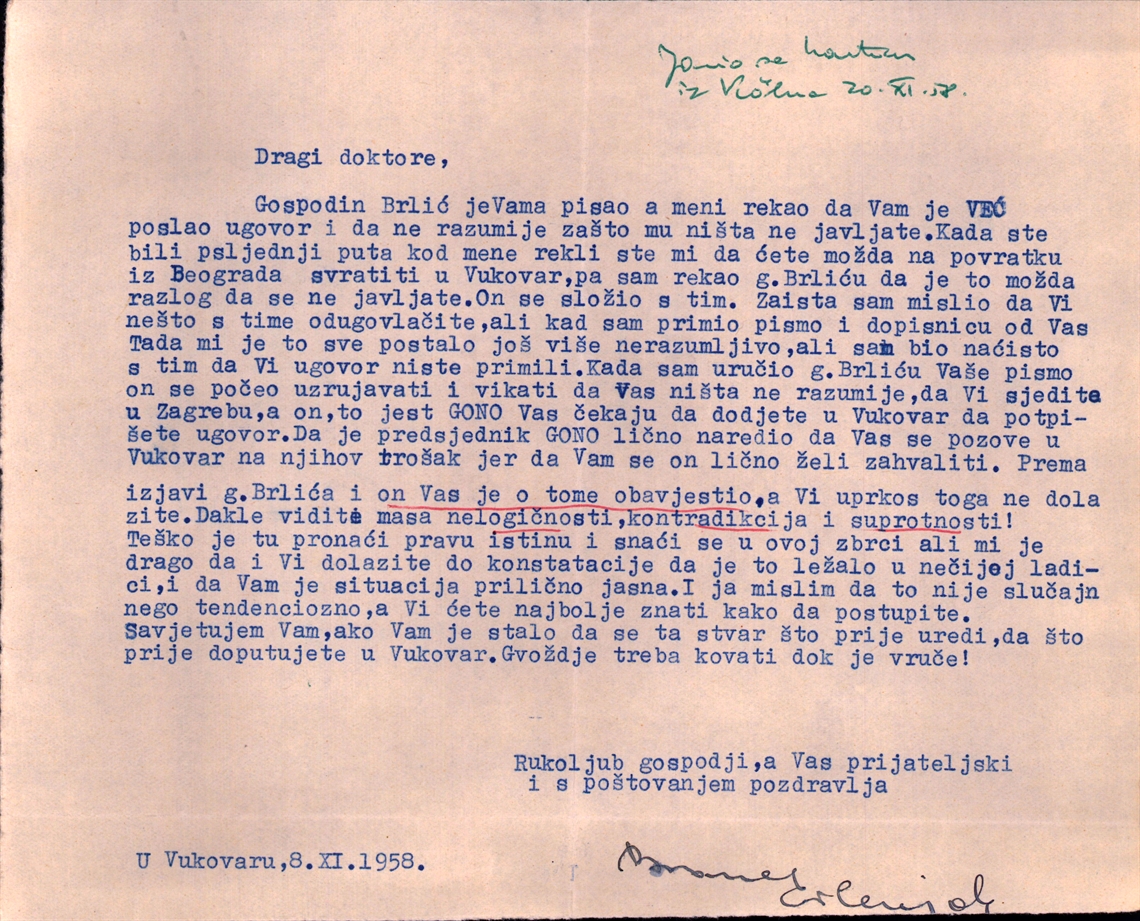 Javio se
iz 20.XI.58.
Dragi doktore,
Gospodin Brlić jeVama pisao a meni rekao da Vam je VEĆ
poslao ugovor i da ne razumije zašto mu ništa ne javljate.Kada ste
bili psljednji puta kod mene rekli ste mi da ćete možda na povratku
iz Beograda svratiti u Vukovar,pa sam rekao g.Brliću da je to možda
razlog da se ne javljate.On se složio s tim. Zaista sam mislio da Vi
nešto s time odugovlačite,ali kad sam primio pismo i dopisnicu od Vas
Tada mi je to sve postalo još više nerazumljivo,ali sam bio naćisto
s tim da Vi ugovor niste primili.Kada sam uručio g.Brliću Vaše pismo
on se počeo uzrujavati i vikati da Vas ništa ne razumije,da Vi sjedite
u Zagrebu,a on,to jest GONO Vas čekaju da dodjete u Vukovar da potpi-
šete ugovor.Da je predsjednik GONO lično naredio da Vas se pozove u
Vukovar na njihov trošak jer da Vam se on lično želi zahvaliti. Prema
izjavi g.Brlića i on Vas je o tome obavjestio,a Vi uprkos toga ne dola
zite.Dakle vidite masa nelogičnosti,kontradikcija i suprotnosti!
Teško je tu pronaći pravu istinu i snaći se u ovoj zbrci ali mi je
drago da i Vi dolazite do konstatacije da je to ležalo u nečijej ladi-
ci,i da Vam je situacija prilično jasna.I ja mislim da to nije slučajn
nego tendenciozno,a Vi ćete najbolje znati kako da postupite.
Savjetujem Vam,ako Vam je stalo da se ta stvar što prije uredi,da što
prije doputujete u Vukovar.Gvoždje treba kovati dok je vruče!
Rukoljub gospodji,a Vas prijateljski
i s poštovanjem pozdravlja
U Vukovaru,8.XI.1958.